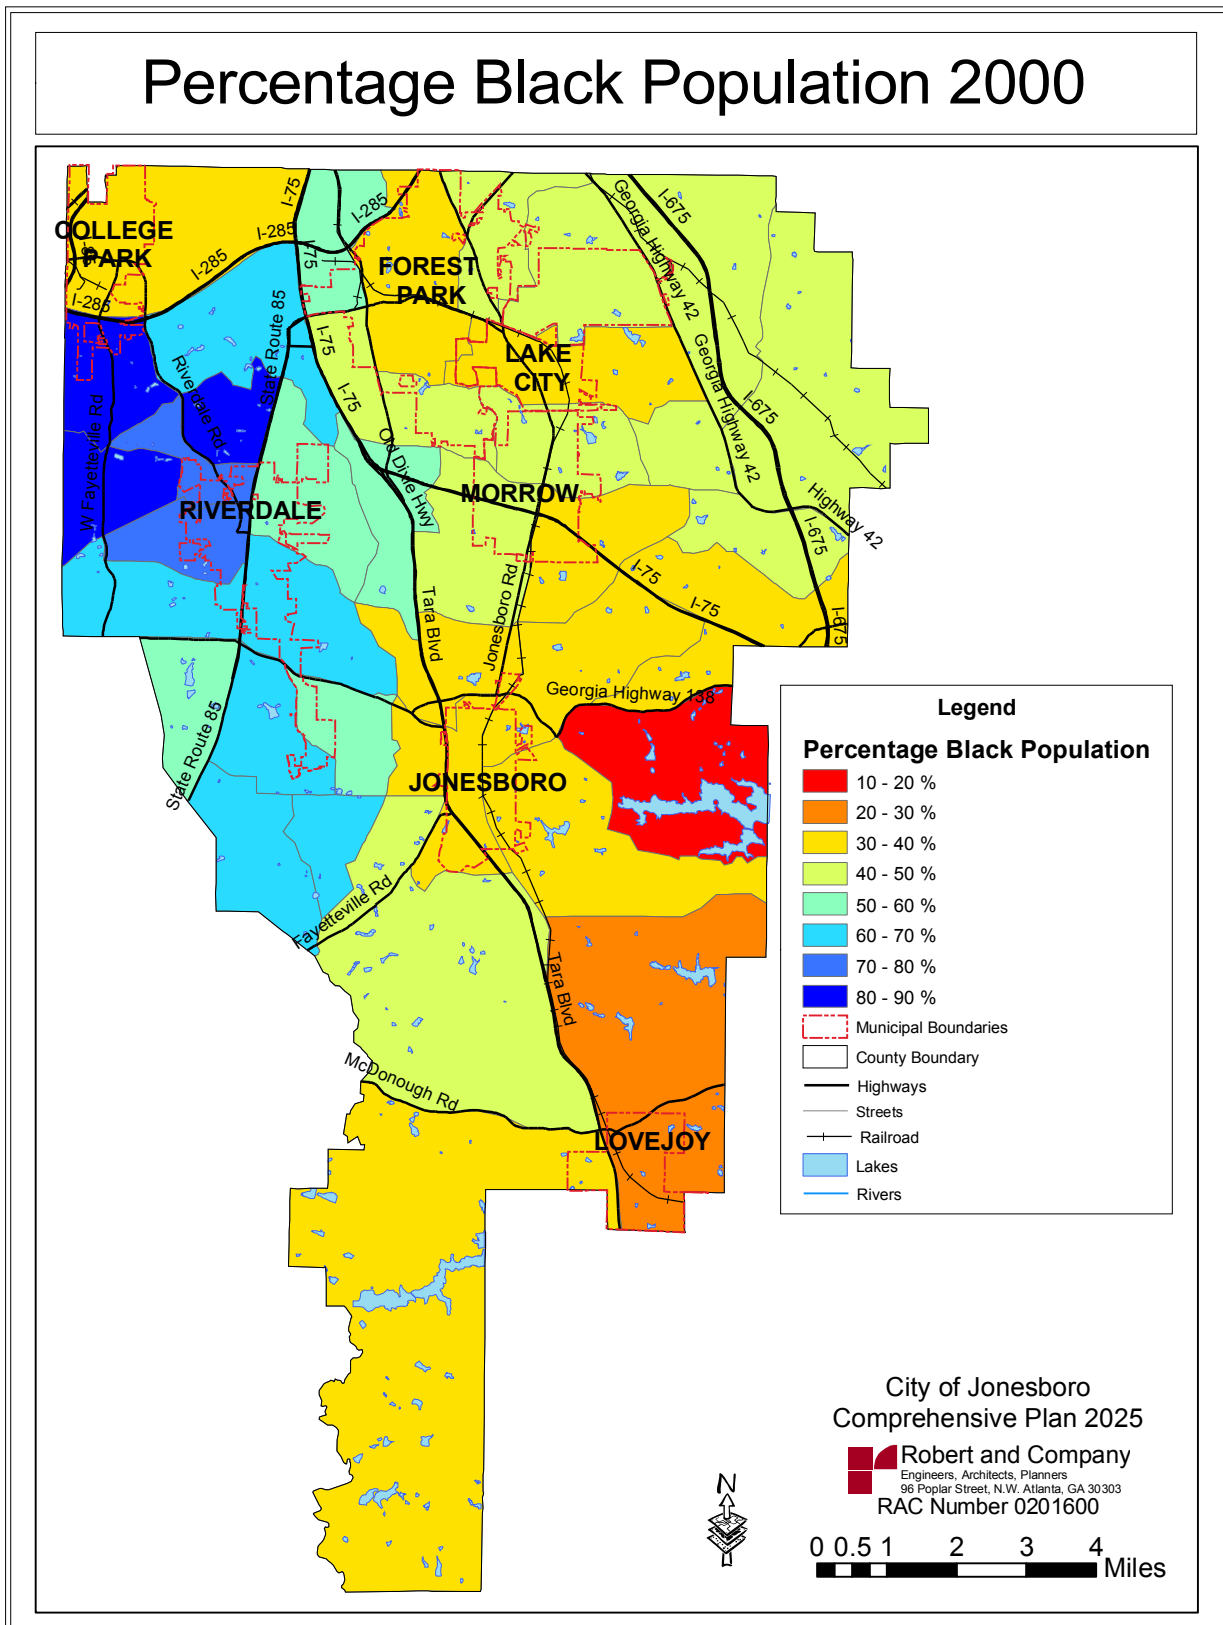 Percentage Black Population 2000
I-75
I-285
Georgia Highway 42
I-675
COLLEGE
PARK
I-285
I-285
I-75
FOREST
PARK
I-285
State Route 85
I-75
LAKE
CITY
Georgia Highway 42
Riverdale Rd
I-75
I-675
W Fayetteville Rd
Old Dixie Hwy
MORROW
RIVERDALE
Highway 42
I-675
I-75
I-75
I-675
Tara Blvd
Jonesboro Rd
Georgia Highway 138
State Route 85
JONESBORO
Fayetteville Rd
Tara Blvd
McDonough Rd
LOVEJOY
Legend
Percentage Black Population
10 - 20 %
20 - 30 %
30 - 40 %
40 - 50 %
50 - 60 %
60 - 70 %
70 - 80 %
80 - 90 %
Municipal Boundaries
County Boundary
Highways
Streets
Railroad
Lakes
Rivers
City of Jonesboro
Comprehensive Plan 2025
Robert and Company
Engineers, Architects, Planners
96 Poplar Street, N.W. Atlanta, GA 30303
RAC Number 0201600
N
0 0.5 1 2 3 4
Miles